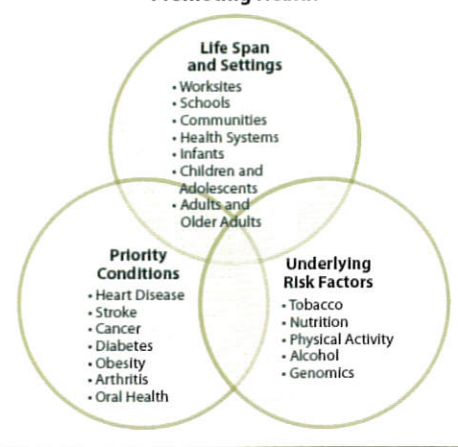 Life Span
and Settings
• Worksites
• Schools
• Communities
• Health Systems
• Infants
• Children and
Adolescents
• Adults and
Older Adults
Priority
Conditions
• Heart Disease
• Stroke
• Cancer
• Diabetes
• Obesity
• Arthritis
• Oral Health
Underlying
Risk Factors
• Tobacco
• Nutrition
• Physical Activity
• Alcohol
• Genomics